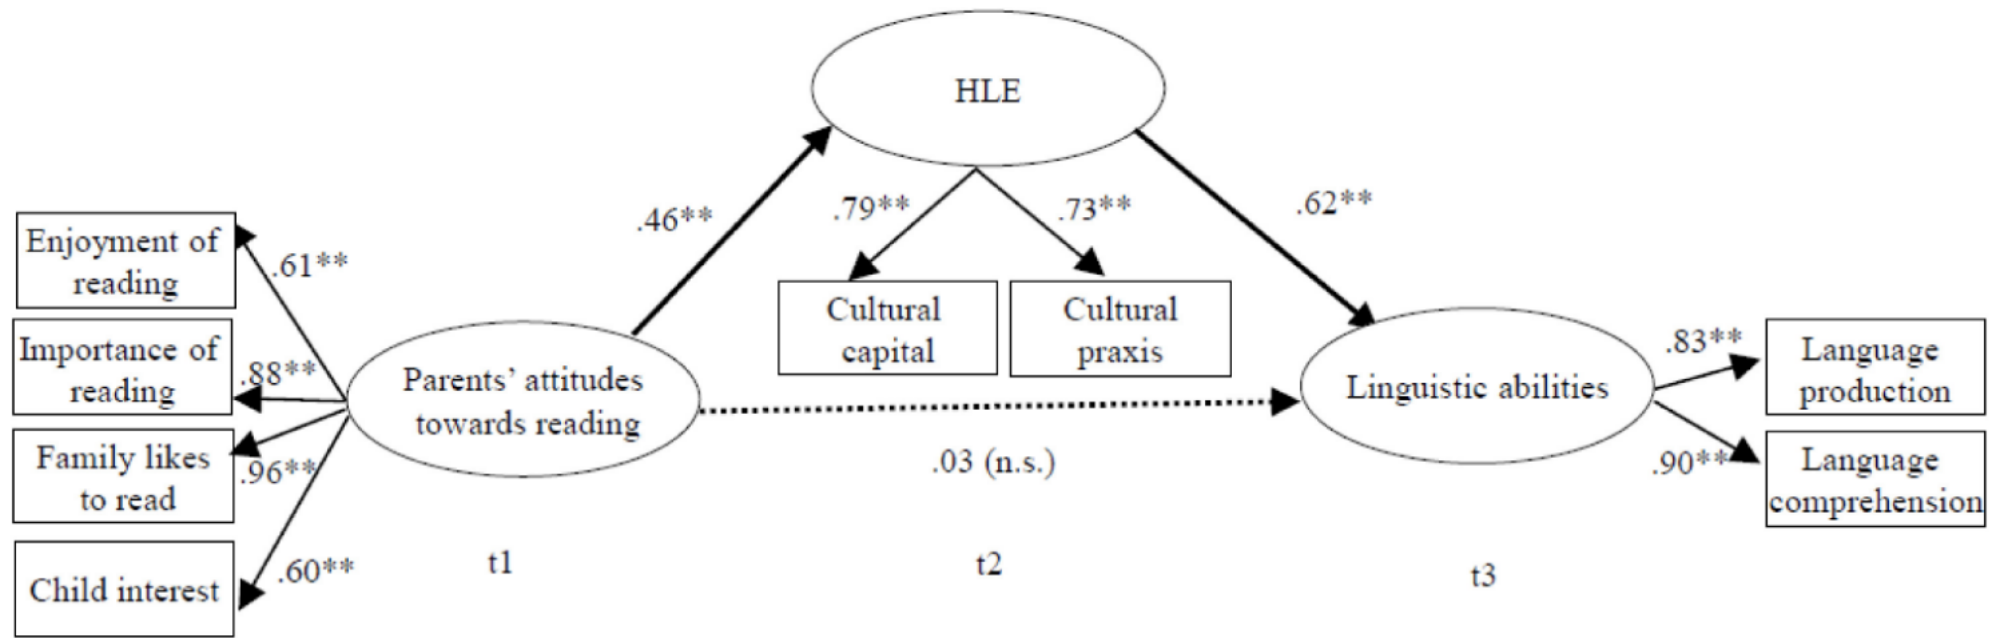 HLE
.46**
.79**
.73**
.62**
Enjoyment of
reading
.61**
Importance of
reading
.88**
Family likes
to read
.96**
Child interest
.60**
Parents’ attitudes
towards reading
Cultural
capital
Cultural
praxis
.03 (n.s.)
Linguistic abilities
.83**
Language
production
.90**
Language
comprehension
t1
t2
t3